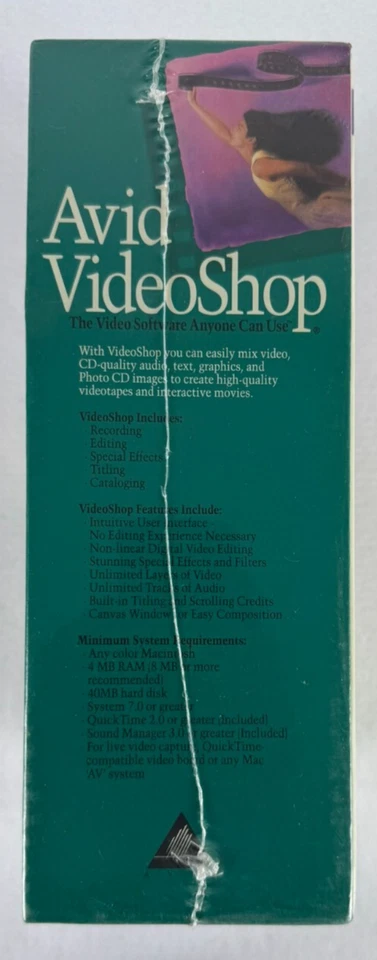 Avid
VideoShop®
The Video Software Anyone Can Use™
With VideoShop you can easily mix video,
CD-quality audio, text, graphics, and
Photo CD images to create high-quality
videotapes and interactive movies.
VideoShop Includes:
· Recording
· Editing
· Special Effects
· Titling
· Cataloging
VideoShop Features Include:
· Intuitive User Interface
· No Editing Experience Necessary
· Non-linear Digital Video Editing
· Stunning Special Effects and Filters
· Unlimited Layers of Video
· Unlimited Tracks of Audio
· Built-in Titling and Scrolling Credits
· Canvas Window for Easy Composition
Minimum System Requirements:
· Any color Macintosh
· 4 MB RAM (8 MB or more
recommended)
· 40MB hard disk
· System 7.0 or greater
· QuickTime 2.0 or greater (Included)
· Sound Manager 3.0 or greater (Included)
· For live video capture, QuickTime-
compatible video board or any Mac
'AV' system